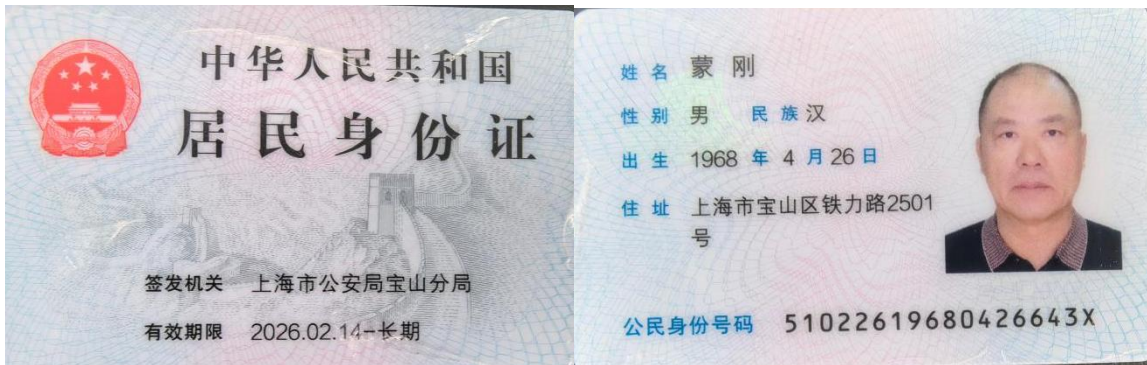 中华人民共和国
居民身份证
签发机关 上海市公安局宝山分局
有效期限 2026.02.14-长期
姓名 蒙刚
性别 男 民族 汉
出生 1968 年 4 月 26 日
住址 上海市宝山区铁力路2501
号
公民身份号码 51022619680426643X